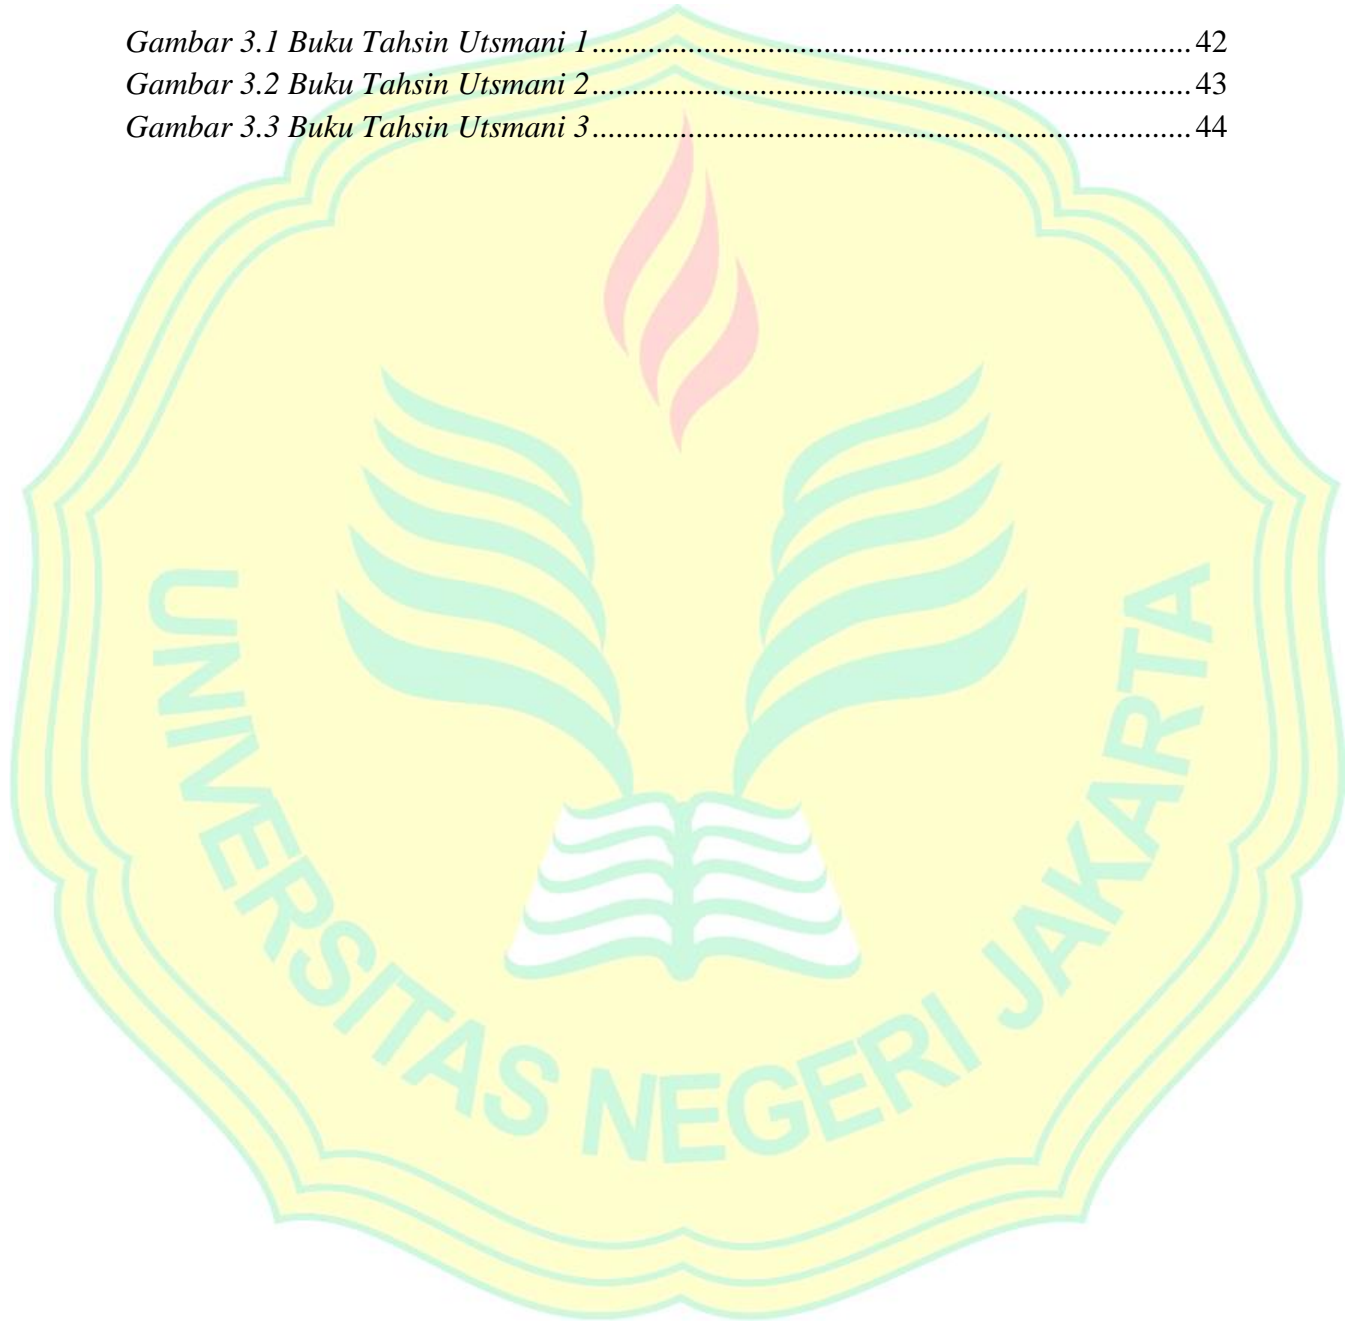 Gambar 3.1 Buku Tahsin Utsmani 1........................................................................... 42
Gambar 3.2 Buku Tahsin Utsmani 2........................................................................... 43
Gambar 3.3 Buku Tahsin Utsmani 3........................................................................... 44
UNIVERSITAS NEGERI JAKARTA